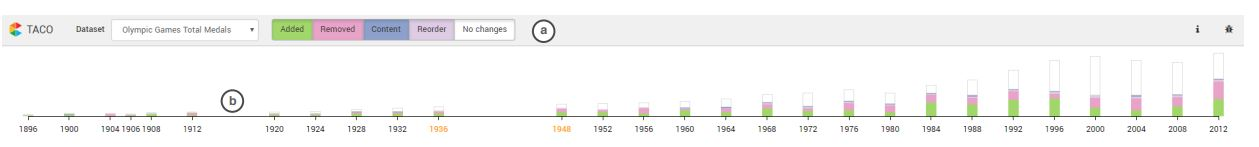 TACO Dataset Olympic Games Total Medals Added Removed Content Reorder No changes a i
b
1896 1900 1904 1906 1908 1912 1920 1924 1928 1932 1936 1948 1952 1956 1960 1964 1968 1972 1976 1980 1984 1988 1992 1996 2000 2004 2008 2012